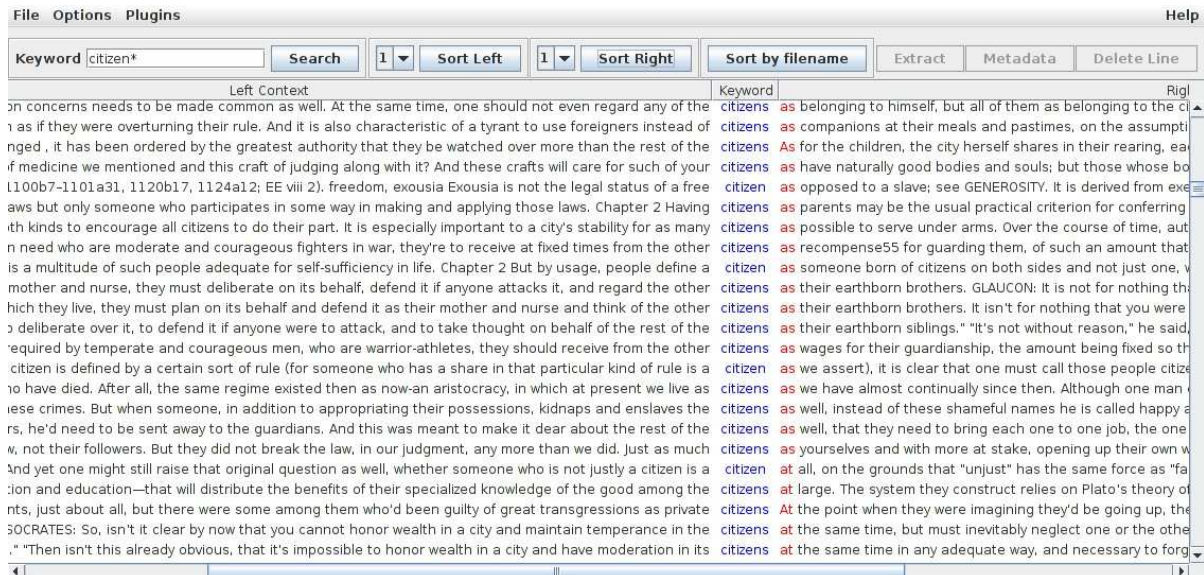 File Options Plugins Help
Keyword citizen* Search 1 Sort Left 1 Sort Right Sort by filename Extract Metadata Delete Line
Left Context Keyword
on concerns needs to be made common as well. At the same time, one should not even regard any of the citizens as belonging to himself, but all of them as belonging to the
as if they were overturning their rule. And it is also characteristic of a tyrant to use foreigners instead of citizens as companions at their meals and pastimes, on the
, it has been ordered by the greatest authority that they be watched over more than the rest of the citizens As for the children, the city herself shares in their rearing,
of medicine we mentioned and this craft of judging along with it? And these crafts will care for such of your citizens as have naturally good bodies and souls; but those whose
1100b7–1101a31, 1120b17, 1124a12; EE viii 2). freedom, exousia Exousia is not the legal status of a free citizen as opposed to a slave; see GENEROSITY. It is derived from
but only someone who participates in some way in making and applying those laws. Chapter 2 Having citizens as parents may be the usual practical criterion for conferring
kinds to encourage all citizens to do their part. It is especially important to a city's stability for as many citizens as possible to serve under arms. Over the course of time,
need who are moderate and courageous fighters in war, they're to receive at fixed times from the other citizens as recompense55 for guarding them, of such an amount that
is a multitude of such people adequate for self-sufficiency in life. Chapter 2 But by usage, people define a citizen as someone born of citizens on both sides and not just one,
mother and nurse, they must deliberate on its behalf, defend it if anyone attacks it, and regard the other citizens as their earthborn brothers. GLAUCON: It is not for nothing
they live, they must plan on its behalf and defend it as their mother and nurse and think of the other citizens as their earthborn brothers. It isn't for nothing that you were
deliberate over it, to defend it if anyone were to attack, and to take thought on behalf of the rest of the citizens as their earthborn siblings." "It's not without reason," he said,
required by temperate and courageous men, who are warrior-athletes, they should receive from the other citizens as wages for their guardianship, the amount being fixed so
citizen is defined by a certain sort of rule (for someone who has a share in that particular kind of rule is a citizen as we assert), it is clear that one must call those people
have died. After all, the same regime existed then as now-an aristocracy, in which at present we live as citizens as we have almost continually since then. Although one man
crimes. But when someone, in addition to appropriating their possessions, kidnaps and enslaves the citizens as well, instead of these shameful names he is called happy
he'd need to be sent away to the guardians. And this was meant to make it dear about the rest of the citizens as well, that they need to bring each one to one job, the one
not their followers. But they did not break the law, in our judgment, any more than we did. Just as much citizens as yourselves and with more at stake, opening up their own
And yet one might still raise that original question as well, whether someone who is not justly a citizen is a citizen at all, on the grounds that "unjust" has the same force as
and education—that will distribute the benefits of their specialized knowledge of the good among the citizens at large. The system they construct relies on Plato's theory of
just about all, but there were some among them who'd been guilty of great transgressions as private citizens At the point when they were imagining they'd be going up, the
SOCRATES: So, isn't it clear by now that you cannot honor wealth in a city and maintain temperance in the citizens at the same time, but must inevitably neglect one or the
." "Then isn't this already obvious, that it's impossible to honor wealth in a city and have moderation in its citizens at the same time in any adequate way, and necessary to